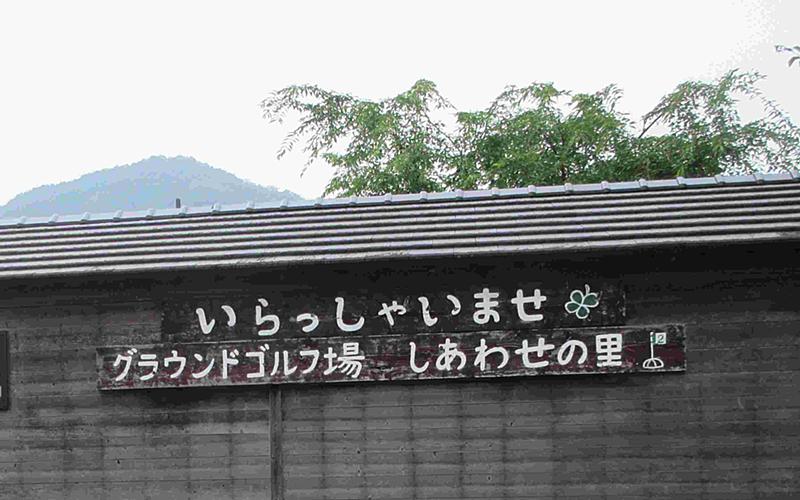 いらっしゃいませ
グラウンドゴルフ場 しあわせの里
12